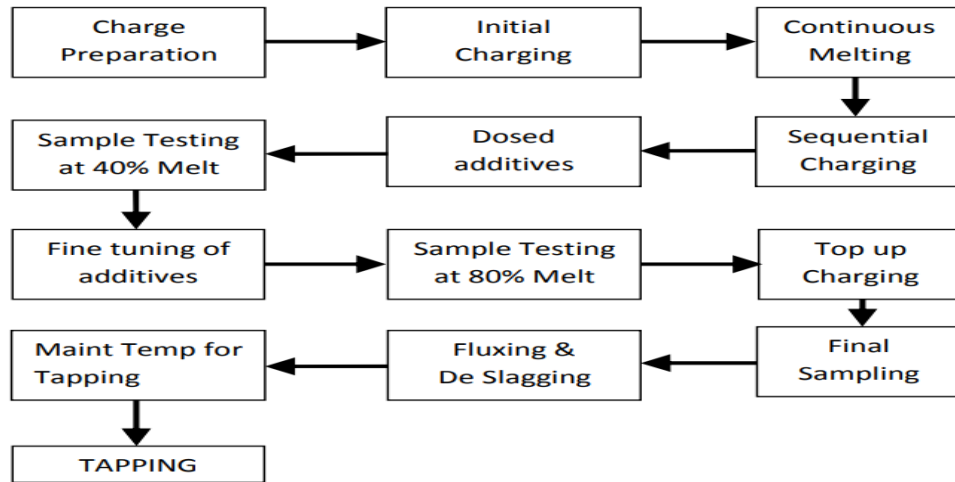 Charge
Preparation
Initial
Charging
Continuous
Melting
Sequential
Charging
Dosed
additives
Sample Testing
at 40% Melt
Fine tuning of
additives
Sample Testing
at 80% Melt
Top up
Charging
Final
Sampling
Fluxing &
De Slagging
Maint Temp for
Tapping
TAPPING